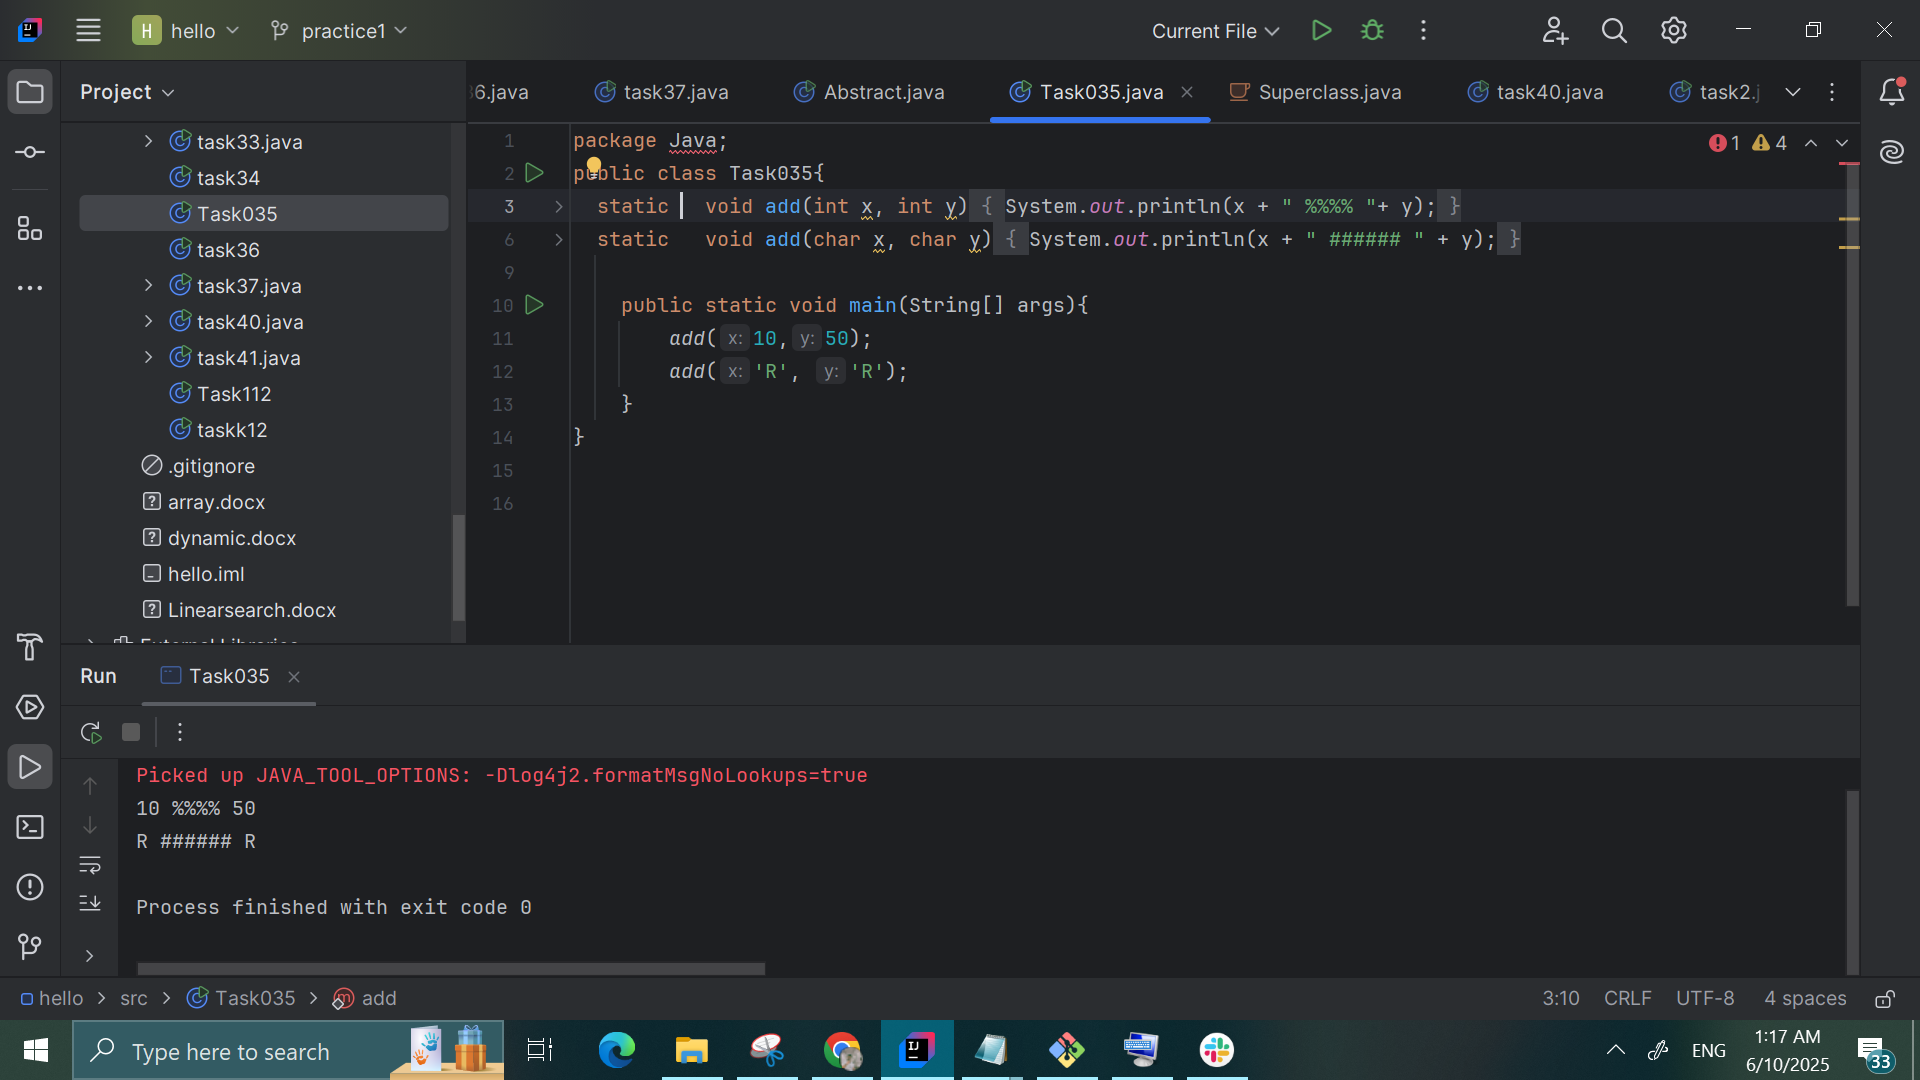 H hello practice1 Current File
Project
36.java task37.java Abstract.java Task035.java Superclass.java task40.java task2.j
task33.java
task34
Task035
task36
task37.java
task40.java
task41.java
Task112
taskk12
.gitignore
array.docx
dynamic.docx
hello.iml
Linearsearch.docx
External Libraries
1 package Java; 1 4
2 public class Task035{
3 static void add(int x, int y) { System.out.println(x + " %%%% "+ y); }
6 static void add(char x, char y) { System.out.println(x + " ###### " + y); }
9
10 public static void main(String[] args){
11 add( x: 10, y: 50);
12 add( x: 'R', y: 'R');
13 }
14 }
15
16
Run Task035
Picked up JAVA_TOOL_OPTIONS: -Dlog4j2.formatMsgNoLookups=true
10 %%%% 50
R ###### R
Process finished with exit code 0
hello > src > Task035 > m add 3:10 CRLF UTF-8 4 spaces
Type here to search ENG 1:17 AM
6/10/2025 33